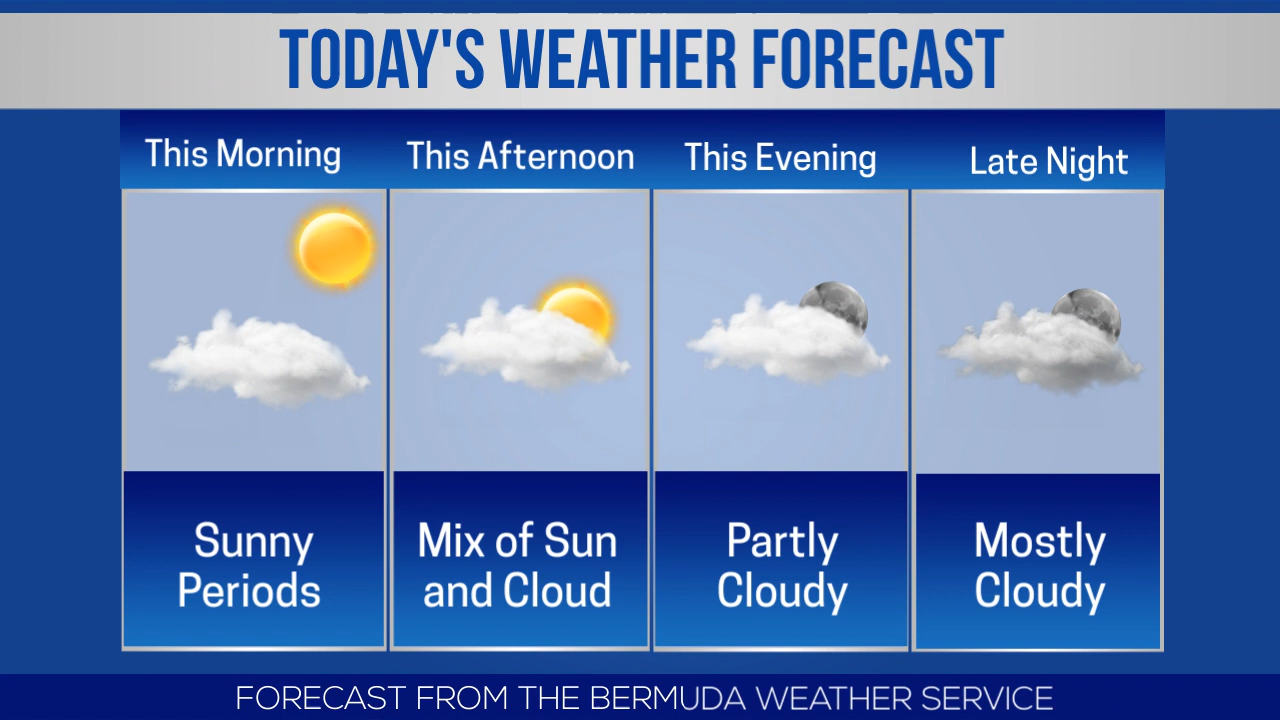 TODAY'S WEATHER FORECAST
This Morning
This Afternoon
This Evening
Late Night
Sunny
Periods
Mix of Sun
and Cloud
Partly
Cloudy
Mostly
Cloudy
FORECAST FROM THE BERMUDA WEATHER SERVICE